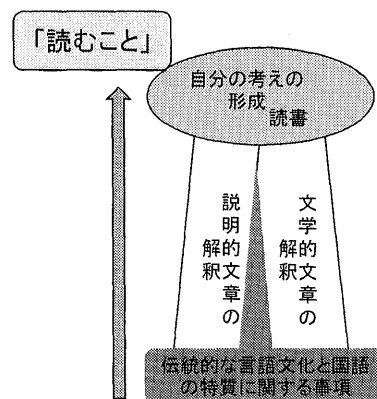 「読むこと」
自分の考えの
形成
読書
説明的文章の
解釈
文学的文章の
解釈
伝統的な言語文化と国語
の特質に関する事項